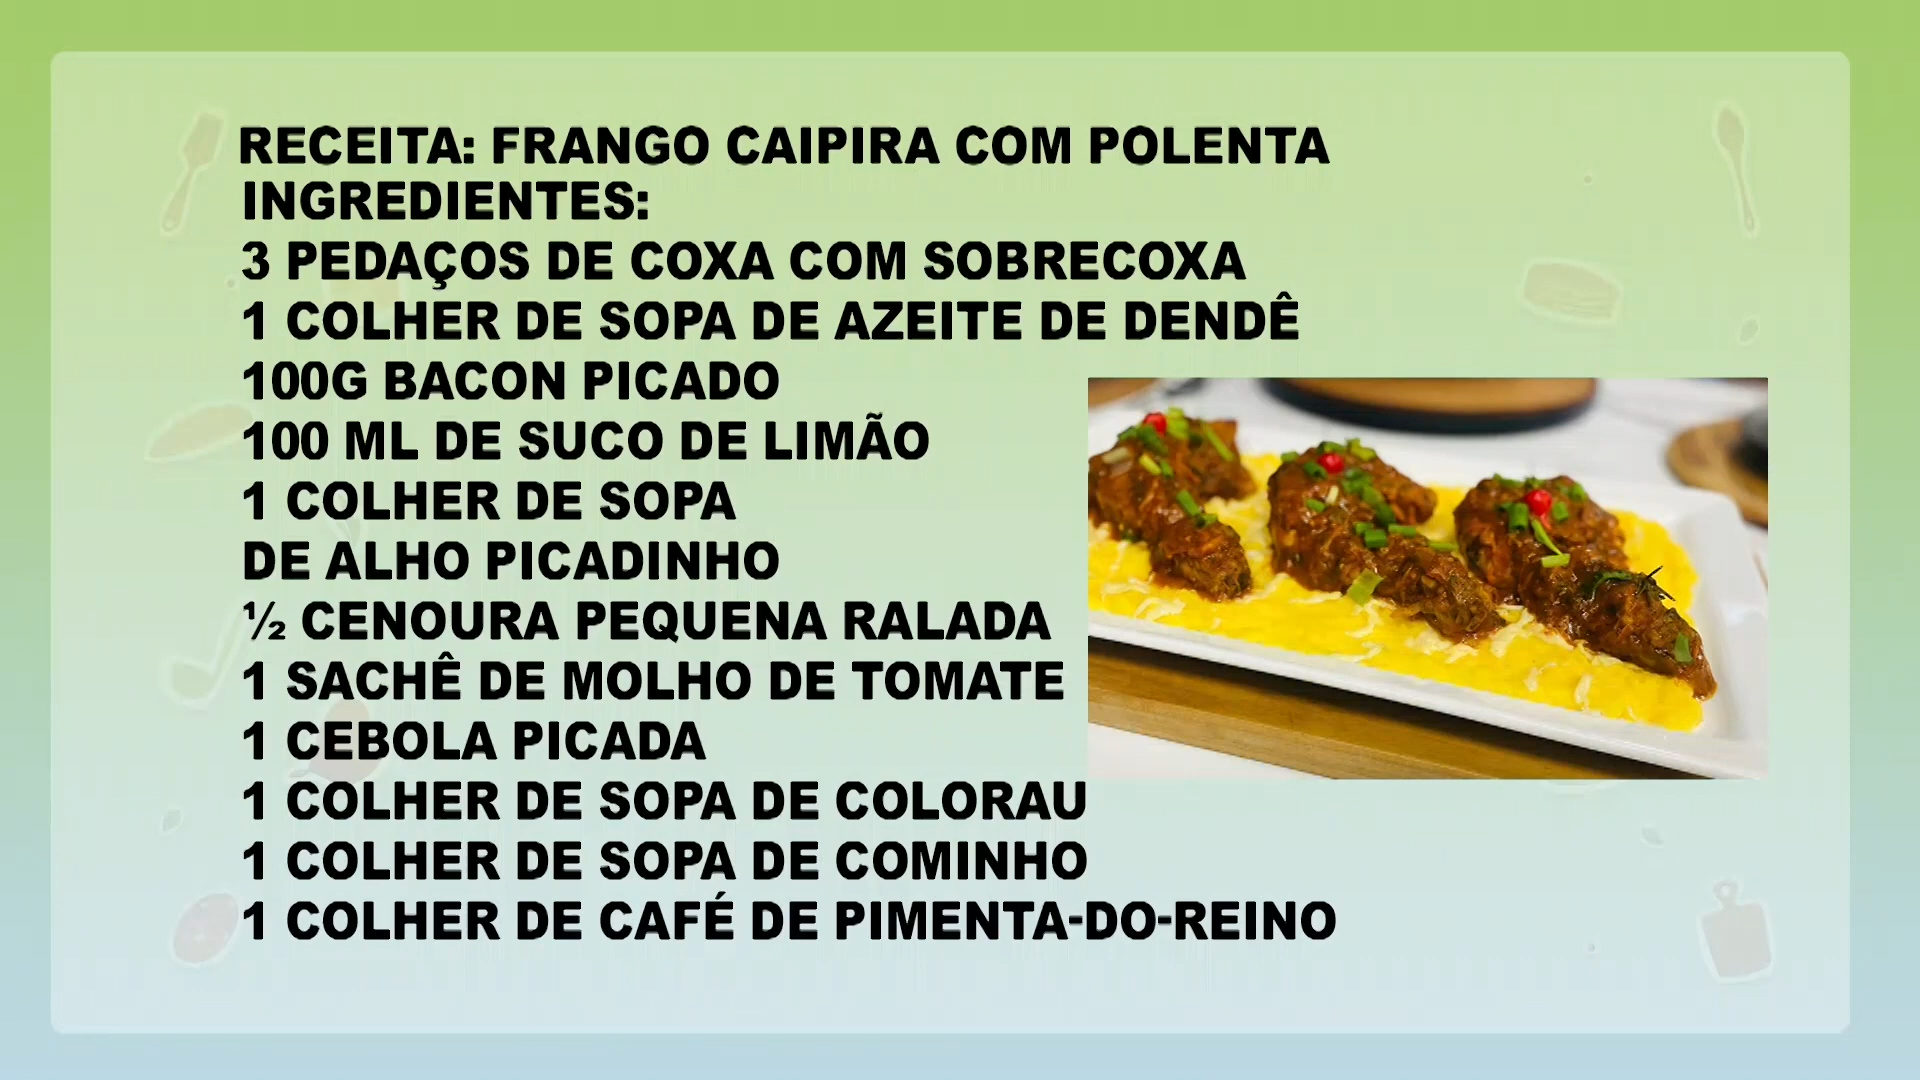 RECEITA: FRANGO CAIPIRA COM POLENTA
INGREDIENTES:
3 PEDAÇOS DE COXA COM SOBRECOXA
1 COLHER DE SOPA DE AZEITE DE DENDÊ
100G BACON PICADO
100 ML DE SUCO DE LIMÃO
1 COLHER DE SOPA
DE ALHO PICADINHO
½ CENOURA PEQUENA RALADA
1 SACHÊ DE MOLHO DE TOMATE
1 CEBOLA PICADA
1 COLHER DE SOPA DE COLORAU
1 COLHER DE SOPA DE COMINHO
1 COLHER DE CAFÉ DE PIMENTA-DO-REINO